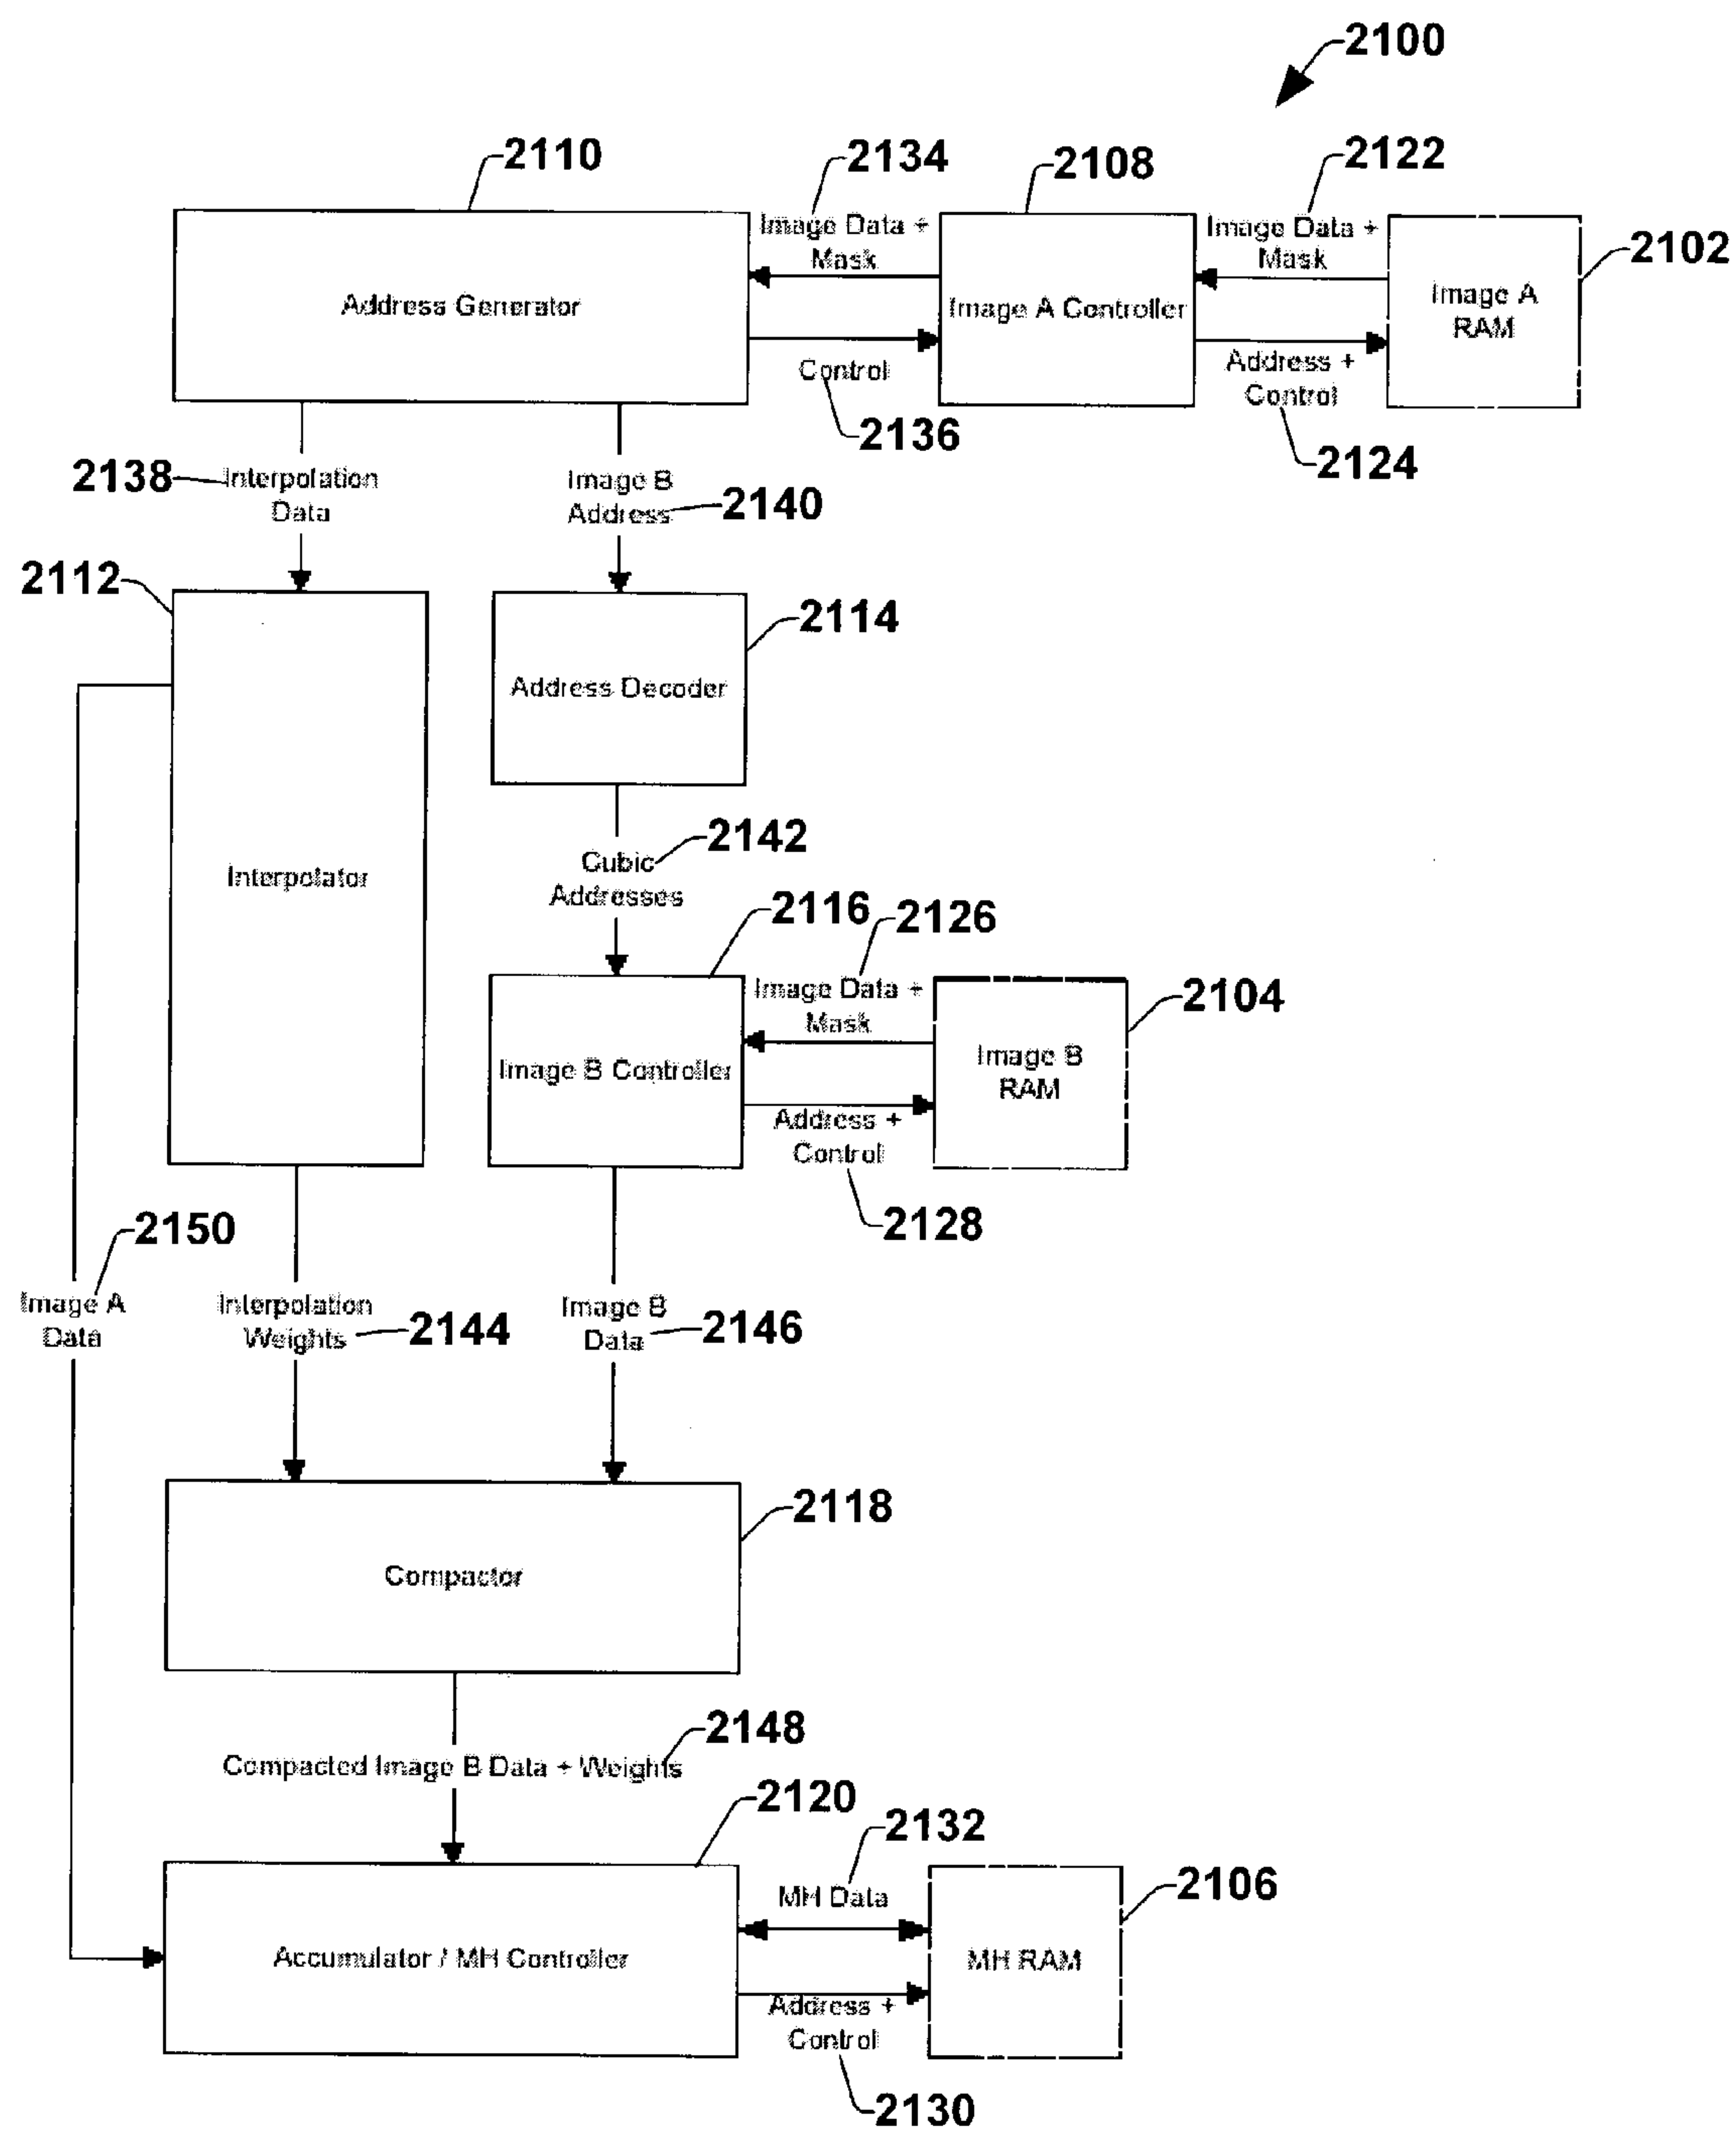 2100
2110
2134
2108
2122
2102
Image Data +
Mask
Image Data +
Mask
Address Generator
Image A Controller
Image A
RAM
Control
Address +
Control
2136
2124
2138
Interpolation
Data
Image B
Address
2140
2112
2114
Address Decoder
2142
Cubic
Addresses
Interpolator
2116
2126
2104
Image Data +
Mask
Image B Controller
Image B
RAM
Address +
Control
2128
2150
Image A
Data
Interpolation
Weights
2144
Image B
Data
2146
2118
Compactor
2148
Compacted Image B Data + Weights
2120
2132
2106
MH Data
Accumulator / MH Controller
MH RAM
Address +
Control
2130